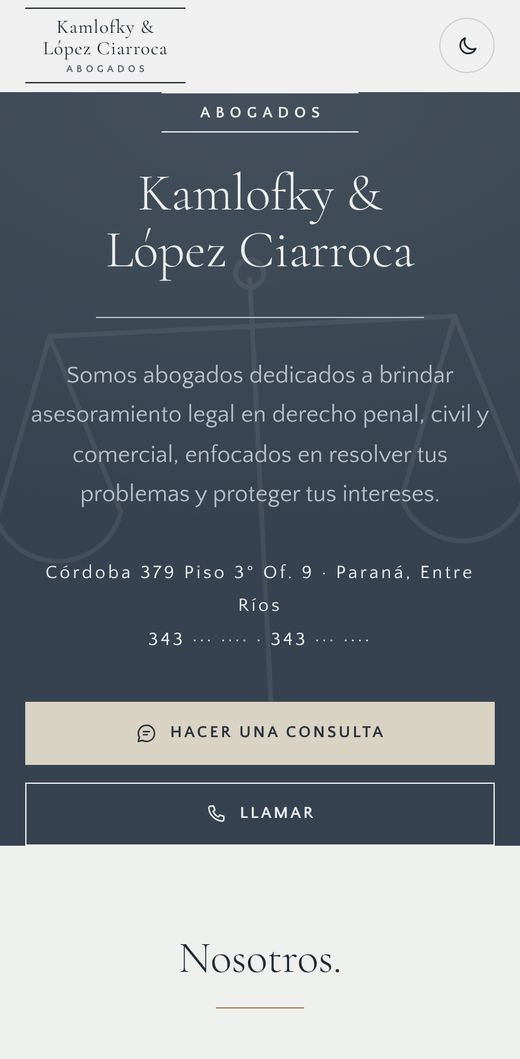 Kamlofky &
López Ciarroca
ABOGADOS
ABOGADOS
Kamlofky &
López Ciarroca
Somos abogados dedicados a brindar
asesoramiento legal en derecho penal, civil y
comercial, enfocados en resolver tus
problemas y proteger tus intereses.
Córdoba 379 Piso 3° Of. 9 · Paraná, Entre
Ríos
343 ··· ···· · 343 ··· ····
HACER UNA CONSULTA
LLAMAR
Nosotros.